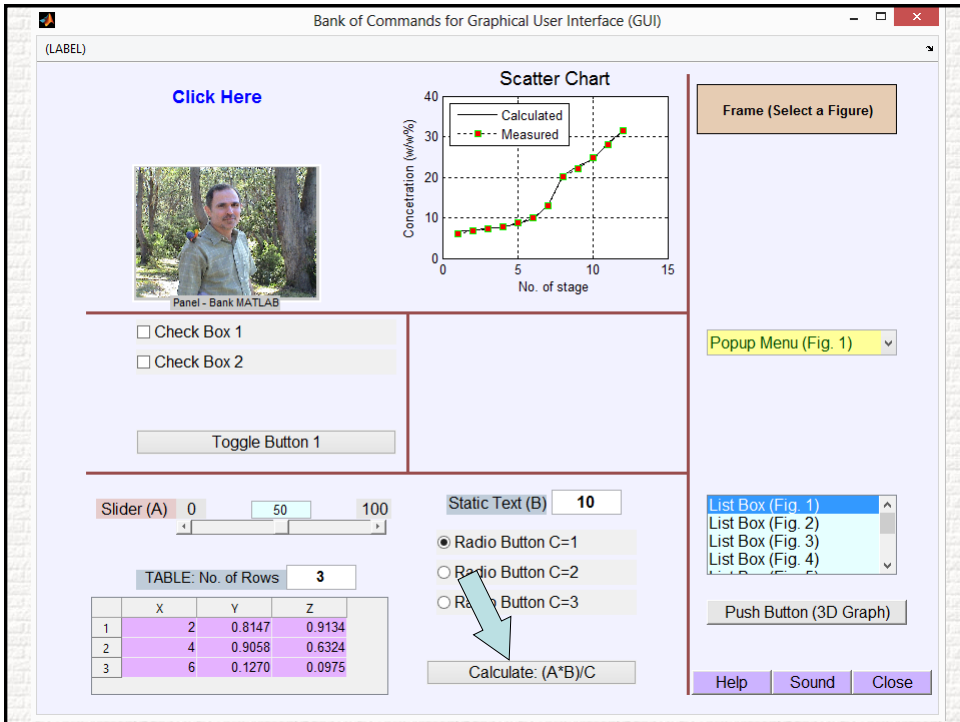 Bank of Commands for Graphical User Interface (GUI)
(LABEL)
Click Here
Panel - Bank MATLAB
Scatter Chart
Calculated
Measured
Concetration (w/w%)
40
30
20
10
0
0 5 10 15
No. of stage
Frame (Select a Figure)
Check Box 1
Check Box 2
Toggle Button 1
Popup Menu (Fig. 1)
Slider (A) 0 50 100
TABLE: No. of Rows 3
X Y Z
1 2 0.8147 0.9134
2 4 0.9058 0.6324
3 6 0.1270 0.0975
Static Text (B) 10
Radio Button C=1
Radio Button C=2
Radio Button C=3
Calculate: (A*B)/C
List Box (Fig. 1)
List Box (Fig. 2)
List Box (Fig. 3)
List Box (Fig. 4)
Push Button (3D Graph)
Help Sound Close